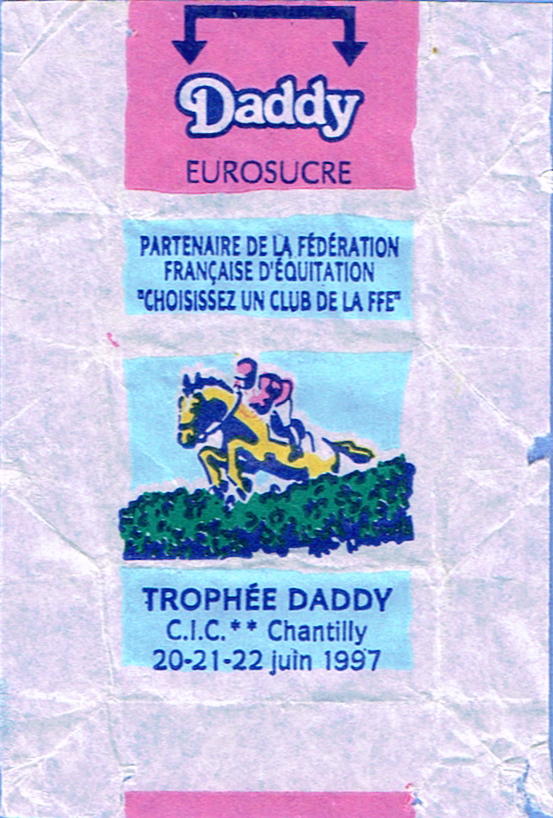 Daddy
EUROSUCRE
PARTENAIRE DE LA FÉDÉRATION
FRANÇAISE D'ÉQUITATION
"CHOISISSEZ UN CLUB DE LA FFE"
TROPHÉE DADDY
C.I.C.** Chantilly
20-21-22 juin 1997